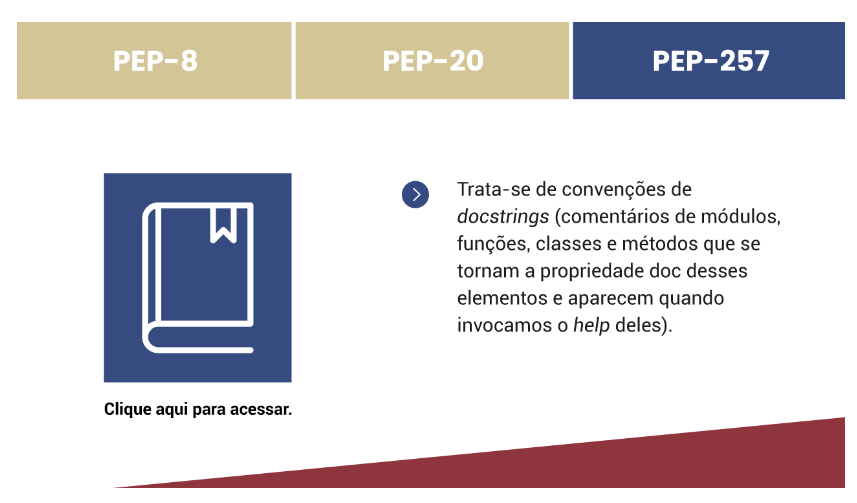 PEP-8
PEP-20
PEP-257
Trata-se de convenções de
docstrings (comentários de módulos,
funções, classes e métodos que se
tornam a propriedade doc desses
elementos e aparecem quando
invocamos o help deles).
Clique aqui para acessar.